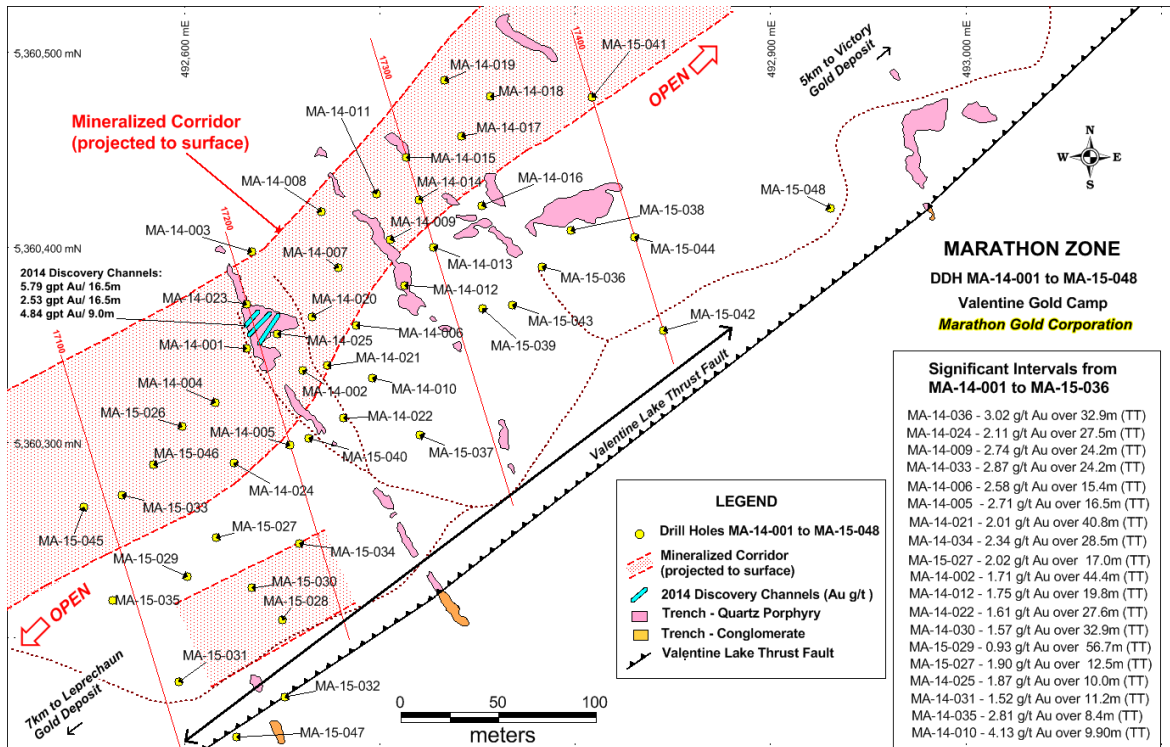 5,360,500 mN
5,360,400 mN
5,360,300 mN
492,600 mE
492,900 mE
493,000 mE
17100
17200
17300
17400
Mineralized Corridor
(projected to surface)
OPEN
OPEN
5km to Victory
Gold Deposit
7km to Leprechaun
Gold Deposit
2014 Discovery Channels:
5.79 gpt Au/ 16.5m
2.53 gpt Au/ 16.5m
4.84 gpt Au/ 9.0m
MA-15-041
MA-14-019
MA-14-018
MA-14-011
MA-14-017
MA-14-015
MA-14-008
MA-14-014
MA-14-016
MA-15-048
MA-15-038
MA-14-003
MA-14-009
MA-15-044
MA-14-007
MA-14-013
MA-15-036
MA-14-012
MA-14-023
MA-14-020
MA-15-043
MA-14-006
MA-15-042
MA-14-025
MA-15-039
MA-14-001
MA-14-021
MA-14-004
MA-14-002
MA-14-010
MA-15-026
MA-14-022
MA-14-005
MA-15-046
MA-15-040
MA-15-037
MA-14-024
MA-15-033
MA-15-045
MA-15-027
MA-15-034
MA-15-029
MA-15-030
MA-15-035
MA-15-028
MA-15-031
MA-15-032
MA-15-047
Valentine Lake Thrust Fault
N
W E
S
0 50 100
meters
MARATHON ZONE
DDH MA-14-001 to MA-15-048
Valentine Gold Camp
Marathon Gold Corporation
LEGEND
Drill Holes MA-14-001 to MA-15-048
Mineralized Corridor
(projected to surface)
2014 Discovery Channels (Au g/t )
Trench - Quartz Porphyry
Trench - Conglomerate
Valentine Lake Thrust Fault
Significant Intervals from
MA-14-001 to MA-15-036
MA-14-036 - 3.02 g/t Au over 32.9m (TT)
MA-14-024 - 2.11 g/t Au over 27.5m (TT)
MA-14-009 - 2.74 g/t Au over 24.2m (TT)
MA-14-033 - 2.87 g/t Au over 24.2m (TT)
MA-14-006 - 2.58 g/t Au over 15.4m (TT)
MA-14-005 - 2.71 g/t Au over 16.5m (TT)
MA-14-021 - 2.01 g/t Au over 40.8m (TT)
MA-14-034 - 2.34 g/t Au over 28.5m (TT)
MA-15-027 - 2.02 g/t Au over 17.0m (TT)
MA-14-002 - 1.71 g/t Au over 44.4m (TT)
MA-14-012 - 1.75 g/t Au over 19.8m (TT)
MA-14-022 - 1.61 g/t Au over 27.6m (TT)
MA-14-030 - 1.57 g/t Au over 32.9m (TT)
MA-15-029 - 0.93 g/t Au over 56.7m (TT)
MA-15-027 - 1.90 g/t Au over 12.5m (TT)
MA-14-025 - 1.87 g/t Au over 10.0m (TT)
MA-14-031 - 1.52 g/t Au over 11.2m (TT)
MA-14-035 - 2.81 g/t Au over 8.4m (TT)
MA-14-010 - 4.13 g/t Au over 9.90m (TT)